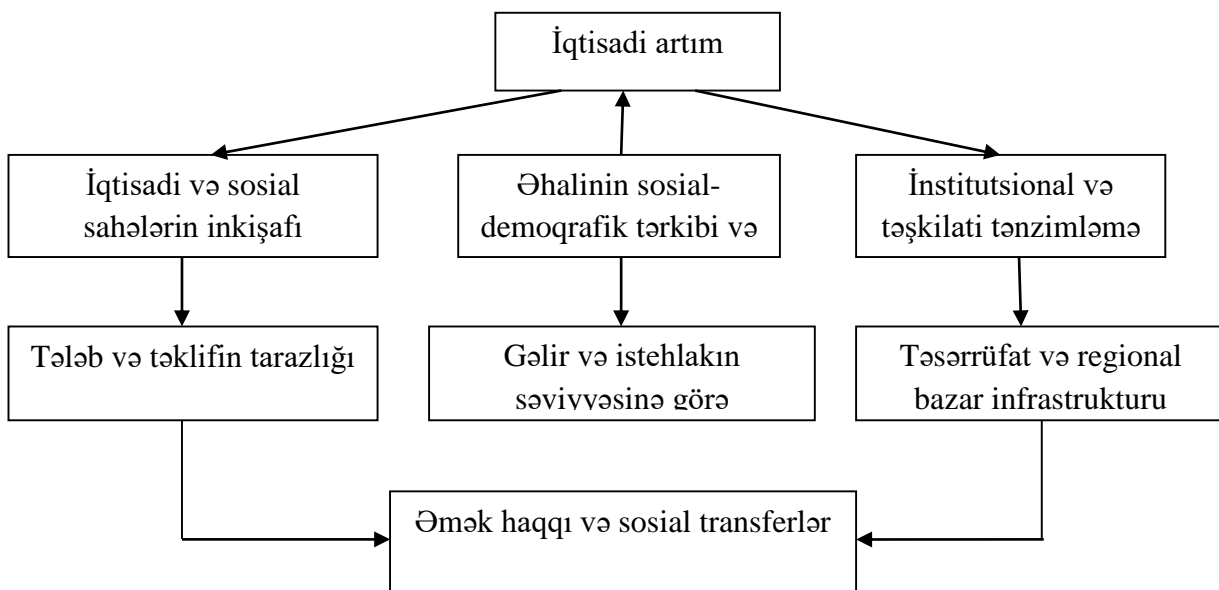 İqtisadi artım
İqtisadi və sosial
sahələrin inkişafı
Əhalinin sosial-
demoqrafik tərkibi və
İnstitutsional və
təşkilati tənzimləmə
Tələb və təklifin tarazlığı
Gəlir və istehlakın
səviyyəsinə görə
Təsərrüfat və regional
bazar infrastrukturu
Əmək haqqı və sosial transferlər